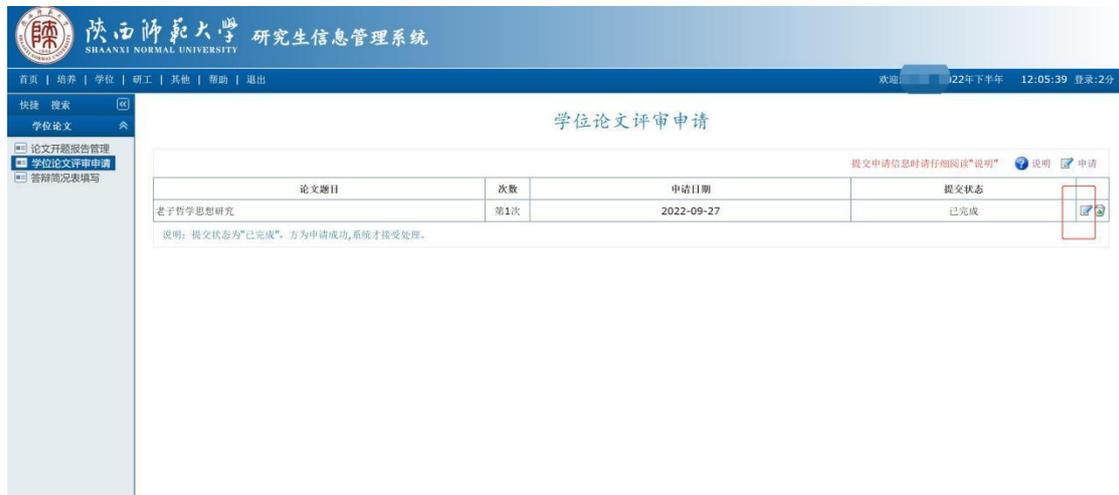 陕西师范大学
SHAANXI NORMAL UNIVERSITY
研究生信息管理系统
首页 | 培养 | 学位 | 研工 | 其他 | 帮助 | 退出
欢迎 022年下半年 12:05:39 登录:2分
快捷 搜索
学位论文
论文开题报告管理
学位论文评审申请
答辩简况表填写
学位论文评审申请
提交申请信息时请仔细阅读"说明" 说明 申请
论文题目 次数 申请日期 提交状态
老子哲学思想研究 第1次 2022-09-27 已完成
说明：提交状态为"已完成"，方为申请成功,系统才接受处理。